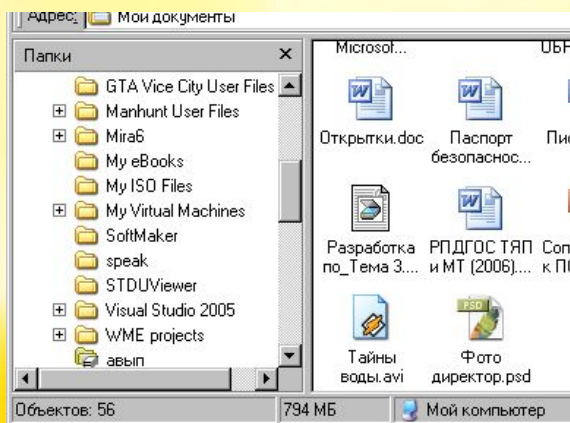 Адрес: Мои документы
Папки
GTA Vice City User Files
Manhunt User Files
Mira6
My eBooks
My ISO Files
My Virtual Machines
SoftMaker
speak
STDUViewer
Visual Studio 2005
WME projects
авып
Microsof...
Открытки.doc
Паспорт
безопаснос...
Разработка
по_Тема 3....
РПДГОС ТЯП
и МТ (2006)....
Тайны
воды.avi
PSD
Фото
директор.psd
Объектов: 56
794 МБ
Мой компьютер